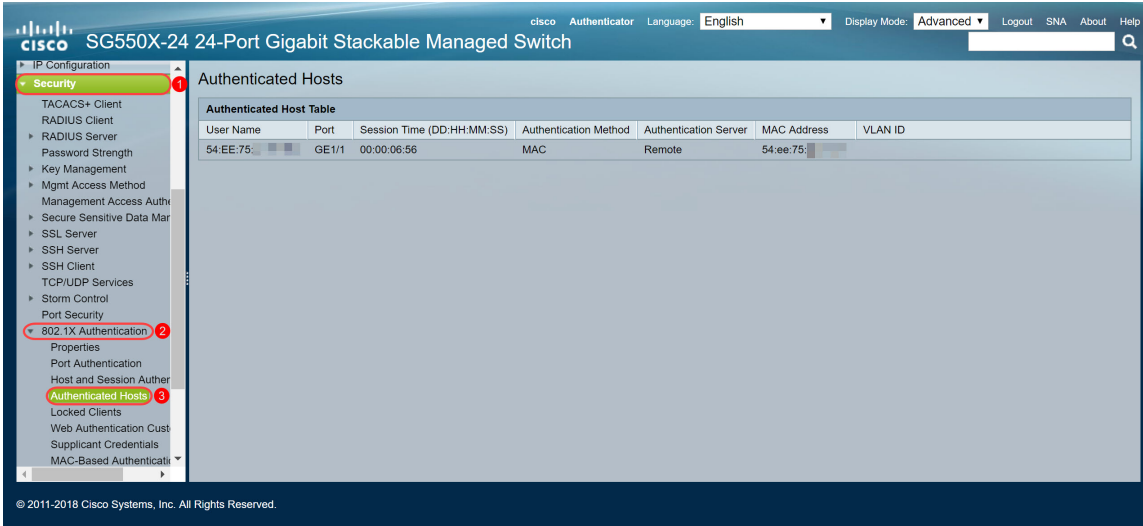 cisco Authenticator Language: English Display Mode: Advanced Logout SNA About Help
CISCO SG550X-24 24-Port Gigabit Stackable Managed Switch
IP Configuration
Security 1
TACACS+ Client
RADIUS Client
RADIUS Server
Password Strength
Key Management
Mgmt Access Method
Management Access Authe
Secure Sensitive Data Man
SSL Server
SSH Server
SSH Client
TCP/UDP Services
Storm Control
Port Security
802.1X Authentication 2
Properties
Port Authentication
Host and Session Authen
Authenticated Hosts 3
Locked Clients
Web Authentication Cust
Supplicant Credentials
MAC-Based Authenticati
Authenticated Hosts
Authenticated Host Table
User Name Port Session Time (DD:HH:MM:SS) Authentication Method Authentication Server MAC Address VLAN ID
54:EE:75: GE1/1 00:00:06:56 MAC Remote 54:ee:75:
© 2011-2018 Cisco Systems, Inc. All Rights Reserved.